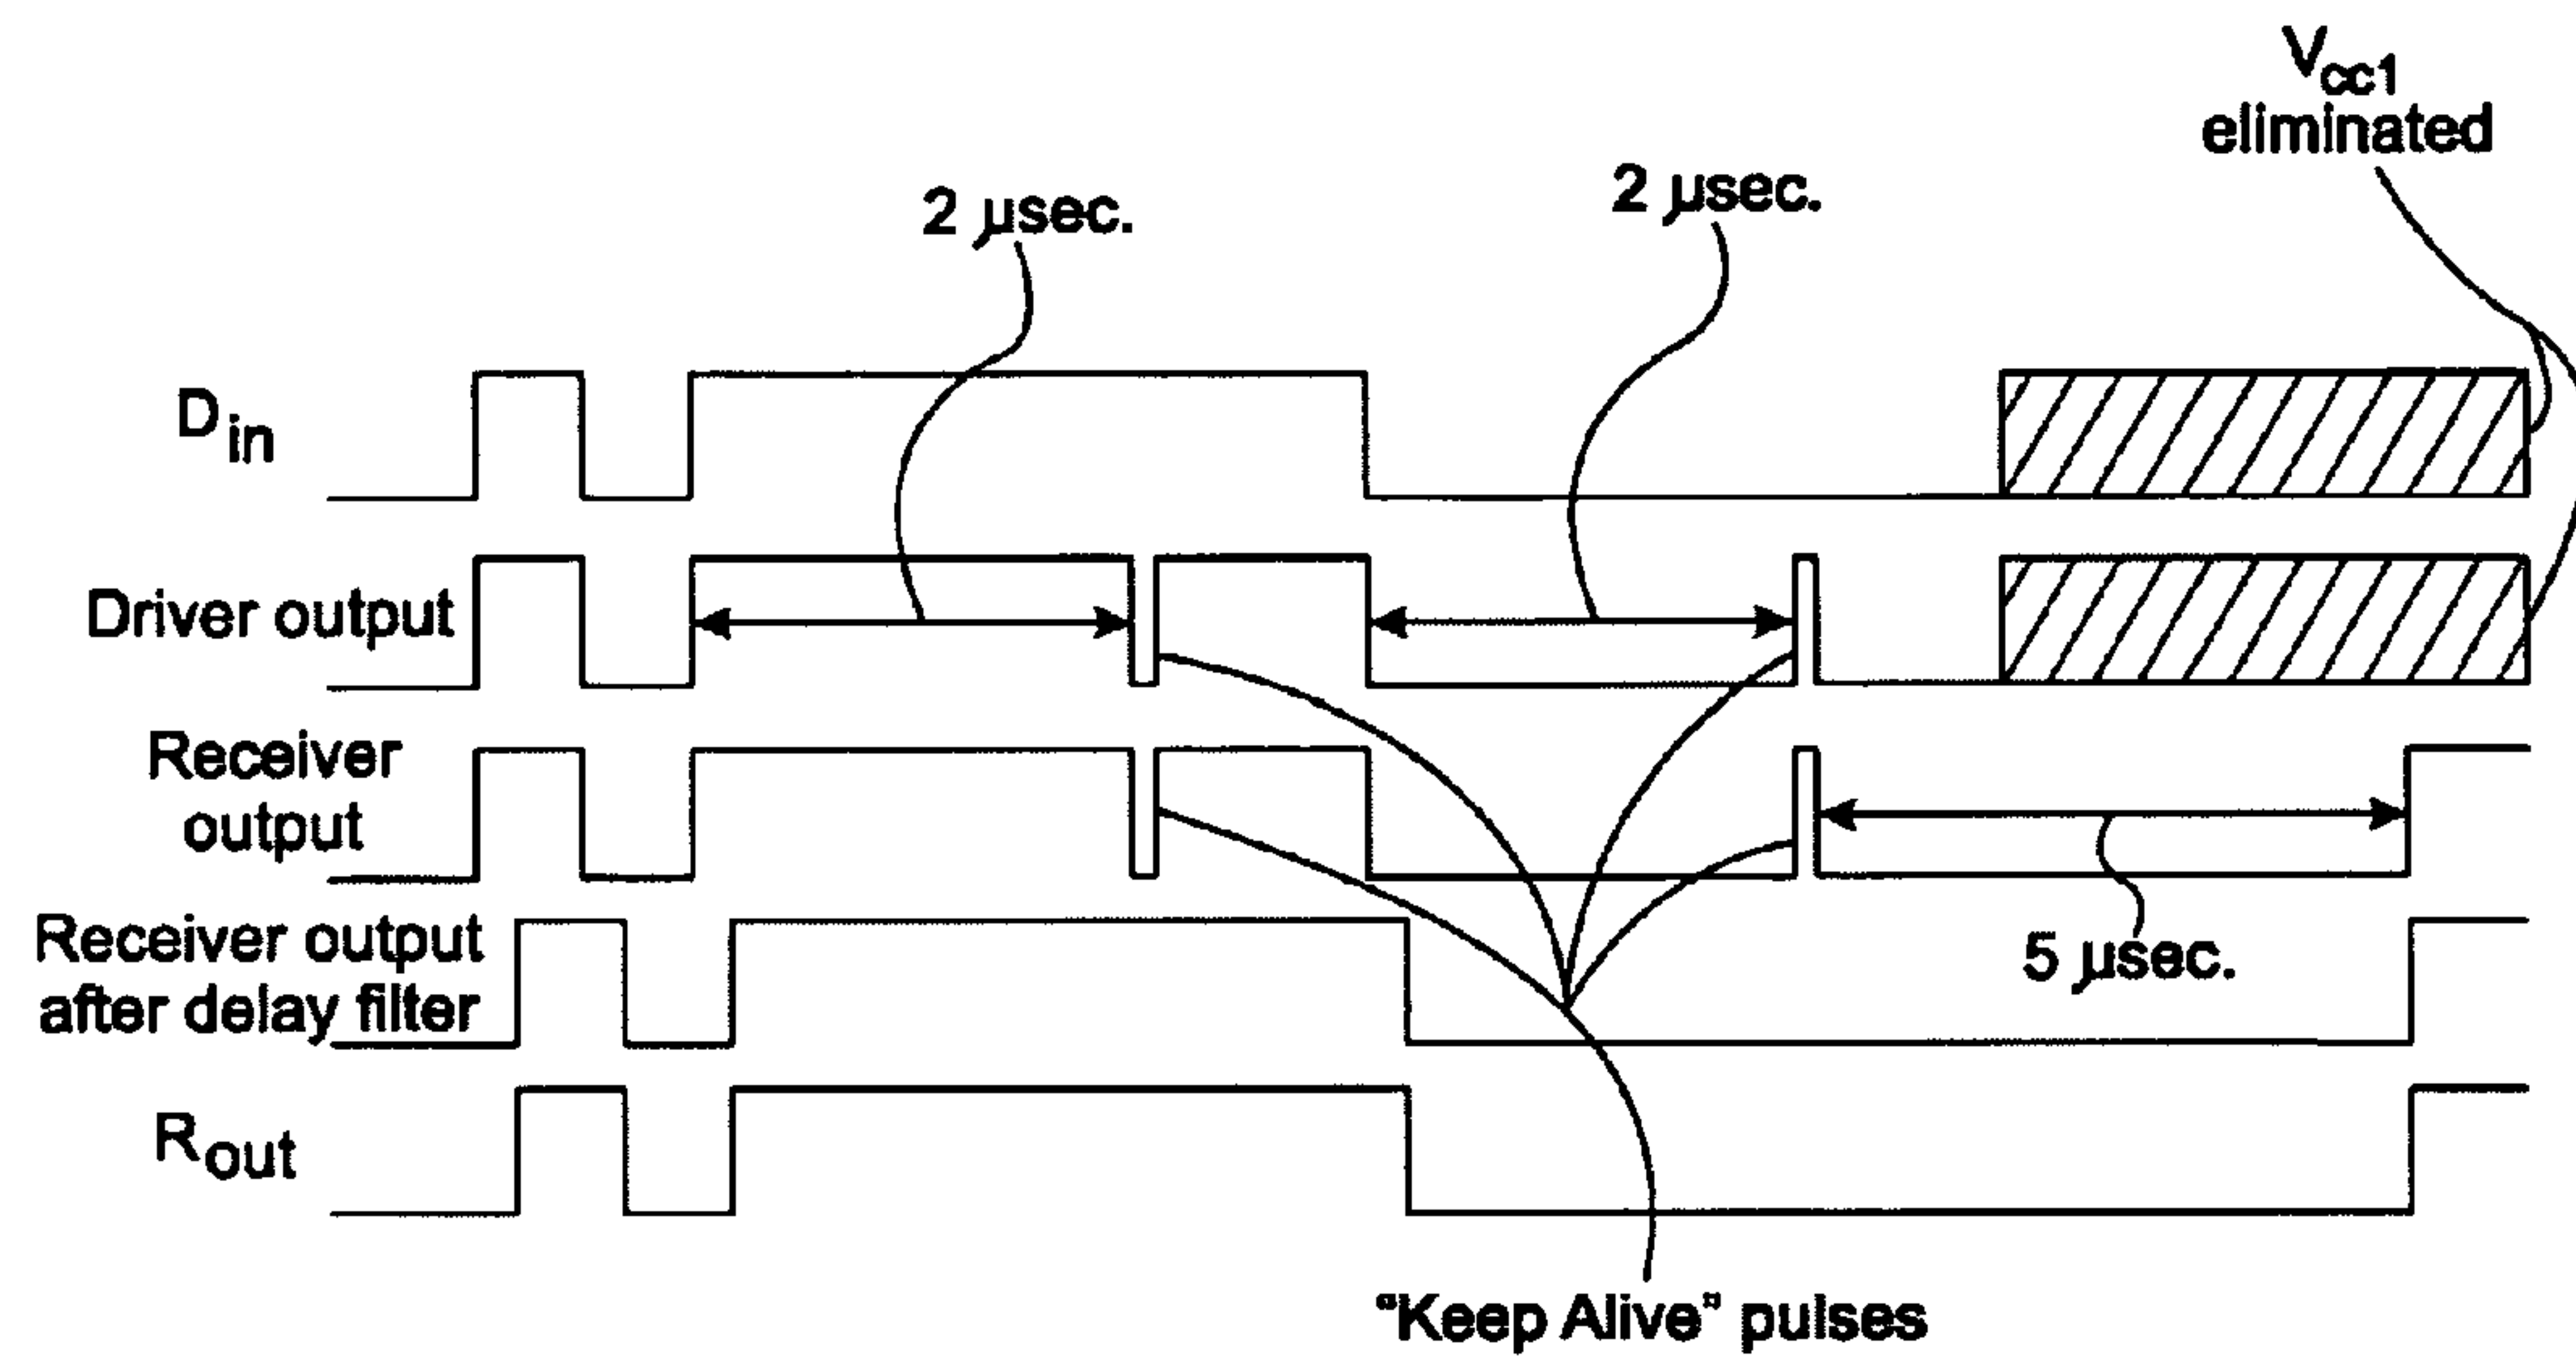 Vcc1
eliminated
2 µsec.
2 µsec.
Din
Driver output
Receiver
output
5 µsec.
Receiver output
after delay filter
Rout
“Keep Alive” pulses